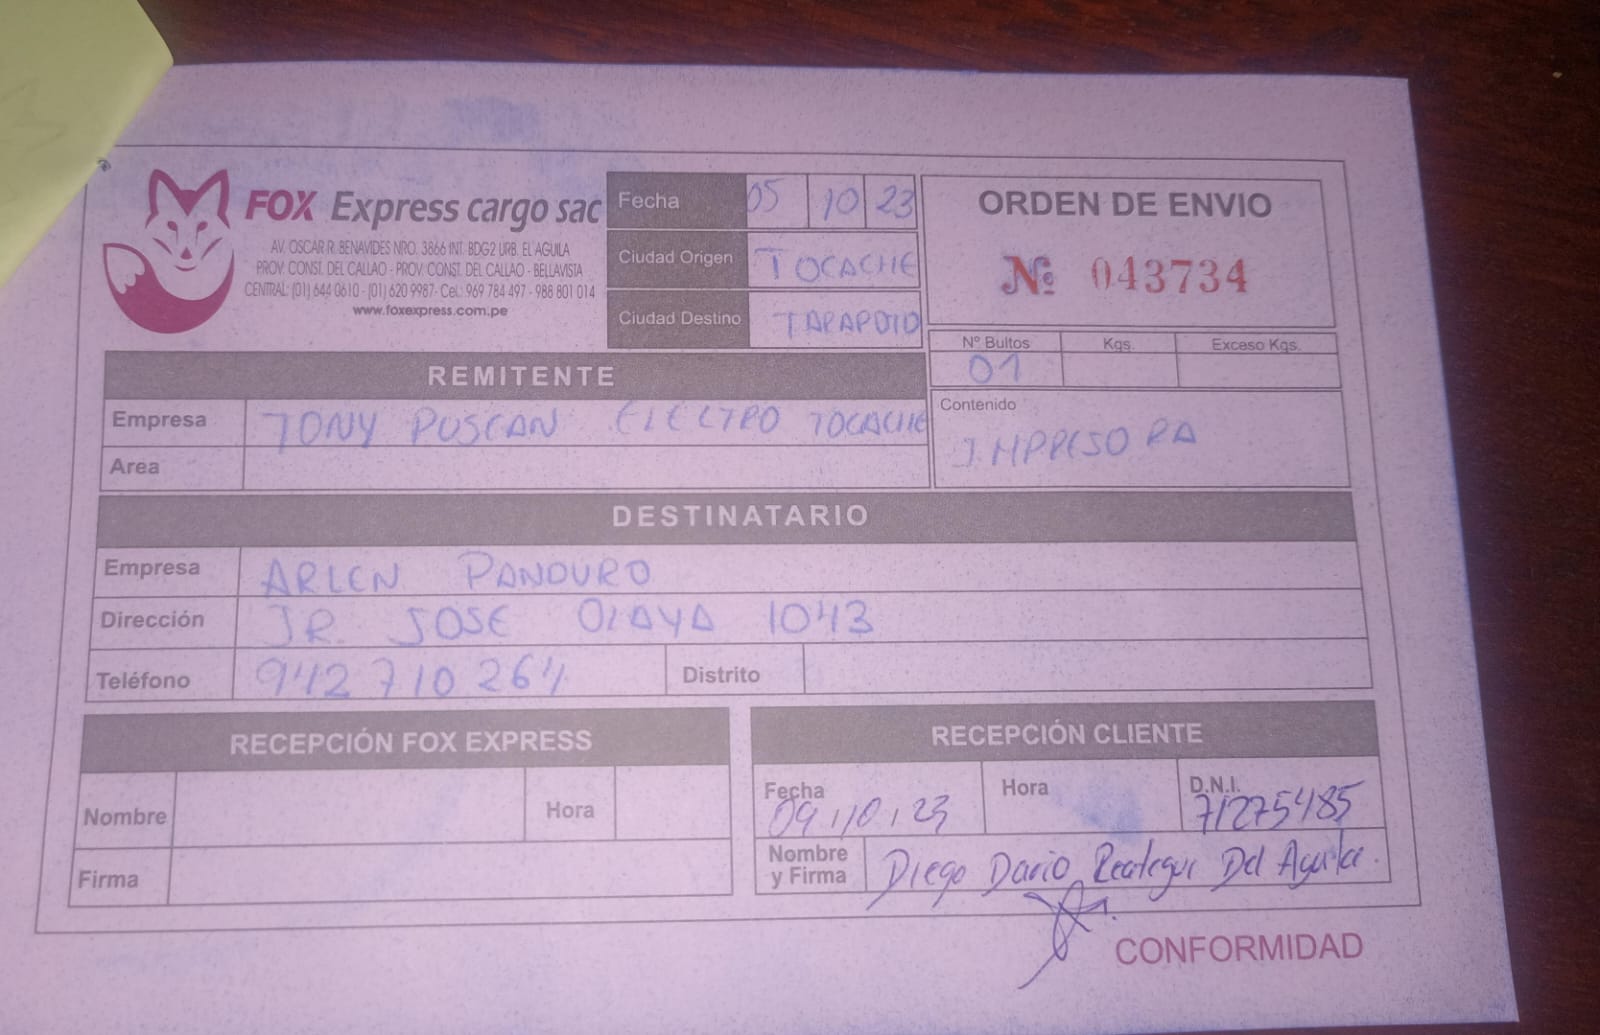 FOX Express cargo sac
AV. OSCAR R. BENAVIDES NRO. 3866 INT. BDG2 URB. EL AGUILA
PROV. CONST. DEL CALLAO - PROV. CONST. DEL CALLAO - BELLAVISTA
CENTRAL: (01) 644 0610 - (01) 620 9987- Cel.: 969 784 497 - 988 801 014
www.foxexpress.com.pe
Fecha 05 10 23
Ciudad Origen TOCACHE
Ciudad Destino TARAPOTO
ORDEN DE ENVIO
Nº 043734
Nº Bultos Kgs. Exceso Kgs.
01
Contenido
IMPRESORA
REMITENTE
Empresa TONY PUSCAN ELECTRO TOCACHE
Area
DESTINATARIO
Empresa ARLEN PANDURO
Dirección JR. JOSE OLAYA 1043
Teléfono 942 710 264 Distrito
RECEPCIÓN FOX EXPRESS
Nombre Hora
Firma
RECEPCIÓN CLIENTE
Fecha Hora D.N.I.
09/10/23 71275485
Nombre
y Firma Diego Dario Reategui Del Aguila.
CONFORMIDAD